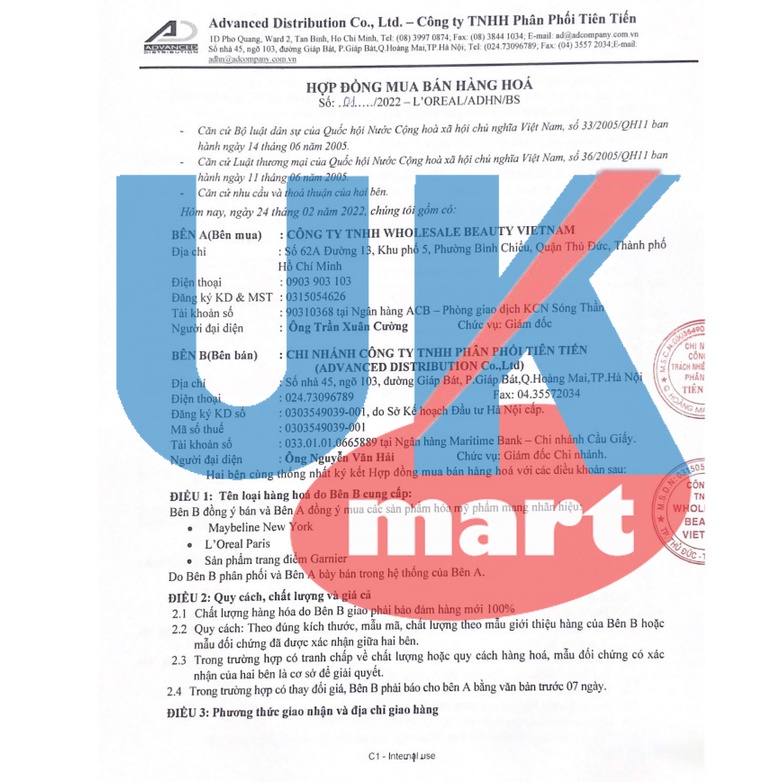 AD
ADVANCED
DISTRIBUTION
Advanced Distribution Co., Ltd. – Công ty TNHH Phân Phối Tiên Tiến
1D Pho Quang, Ward 2, Tan Binh, Ho Chi Minh, Tel: (08) 3997 0874; Fax: (08) 3844 1034; E-mail: ad@adcompany.com.vn
Số nhà 45, ngõ 103, đường Giáp Bát, P.Giáp Bát,Q.Hoàng Mai,TP.Hà Nội, Tel: (024.73096789; Fax: (04) 3557 2034;E-mail:
adhn@adcompany.com.vn
HỢP ĐỒNG MUA BÁN HÀNG HOÁ
Số: .01..../2022 – L'OREAL/ADHN/BS
- Căn cứ Bộ luật dân sự của Quốc hội Nước Cộng hoà xã hội chủ nghĩa Việt Nam, số 33/2005/QH11 ban
hành ngày 14 tháng 06 năm 2005.
- Căn cứ Luật thương mại của Quốc hội Nước Cộng hoà xã hội chủ nghĩa Việt Nam, số 36/2005/QH11 ban
hành ngày 11 tháng 06 năm 2005.
- Căn cứ nhu cầu và thoả thuận của hai bên.
Hôm nay, ngày 24 tháng 02 năm 2022, chúng tôi gồm có:
BÊN A(Bên mua) : CÔNG TY TNHH WHOLESALE BEAUTY VIETNAM
Địa chỉ : Số 62A Đường 13, Khu phố 5, Phường Bình Chiểu, Quận Thủ Đức, Thành phố
Hồ Chí Minh
Điện thoại : 0903 903 103
Đăng ký KD & MST : 0315054626
Tài khoản số : 90310368 tại Ngân hàng ACB – Phòng giao dịch KCN Sóng Thần
Người đại diện : Ông Trần Xuân Cường Chức vụ: Giám đốc
BÊN B(Bên bán) : CHI NHÁNH CÔNG TY TNHH PHÂN PHỐI TIÊN TIẾN
(ADVANCED DISTRIBUTION Co.,Ltd)
Địa chỉ : Số nhà 45, ngõ 103, đường Giáp Bát, P.Giáp Bát,Q.Hoàng Mai,TP.Hà Nội
Điện thoại : 024.73096789 Fax: 04.35572034
Đăng ký KD số : 0303549039-001, do Sở Kế hoạch Đầu tư Hà Nội cấp.
Mã số thuế : 0303549039-001
Tài khoản số : 033.01.01.0665889 tại Ngân hàng Maritime Bank – Chi nhánh Cầu Giấy.
Người đại diện : Ông Nguyễn Văn Hải Chức vụ: Giám đốc Chi nhánh.
Hai bên cùng thống nhất ký kết Hợp đồng mua bán hàng hoá với các điều khoản sau:
ĐIỀU 1: Tên loại hàng hoá do Bên B cung cấp:
Bên B đồng ý bán và Bên A đồng ý mua các sản phẩm hóa mỹ phẩm mang nhãn hiệu:
• Maybeline New York
• L'Oreal Paris
• Sản phẩm trang điểm Garnier
Do Bên B phân phối và Bên A bày bán trong hệ thống của Bên A.
ĐIỀU 2: Quy cách, chất lượng và giá cả
2.1 Chất lượng hàng hóa do Bên B giao phải bảo đảm hàng mới 100%
2.2 Quy cách: Theo đúng kích thước, mẫu mã, chất lượng theo mẫu giới thiệu hàng của Bên B hoặc
mẫu đối chứng đã được xác nhận giữa hai bên.
2.3 Trong trường hợp có tranh chấp về chất lượng hoặc quy cách hàng hoá, mẫu đối chứng có xác
nhận của hai bên là cơ sở để giải quyết.
2.4 Trong trường hợp có thay đổi giá, Bên B phải báo cho bên A bằng văn bản trước 07 ngày.
ĐIỀU 3: Phương thức giao nhận và địa chỉ giao hàng
C1 - Internal use
UK
mart
CHI N
CÔN
TRÁCH NHIỆ
PHÂN
TIÊN
CÔN
TN
WHOL
BEA
VIET